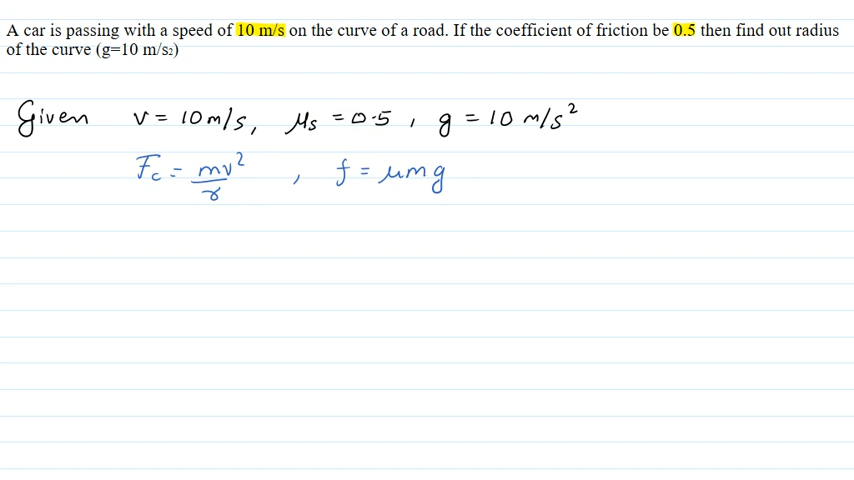 A car is passing with a speed of 10 m/s on the curve of a road. If the coefficient of friction be 0.5 then find out radius
of the curve (g=10 m/s2)
Given v = 10 m/s, μs = 0.5, g = 10 m/s²
Fc = mv²/r , f = μmg